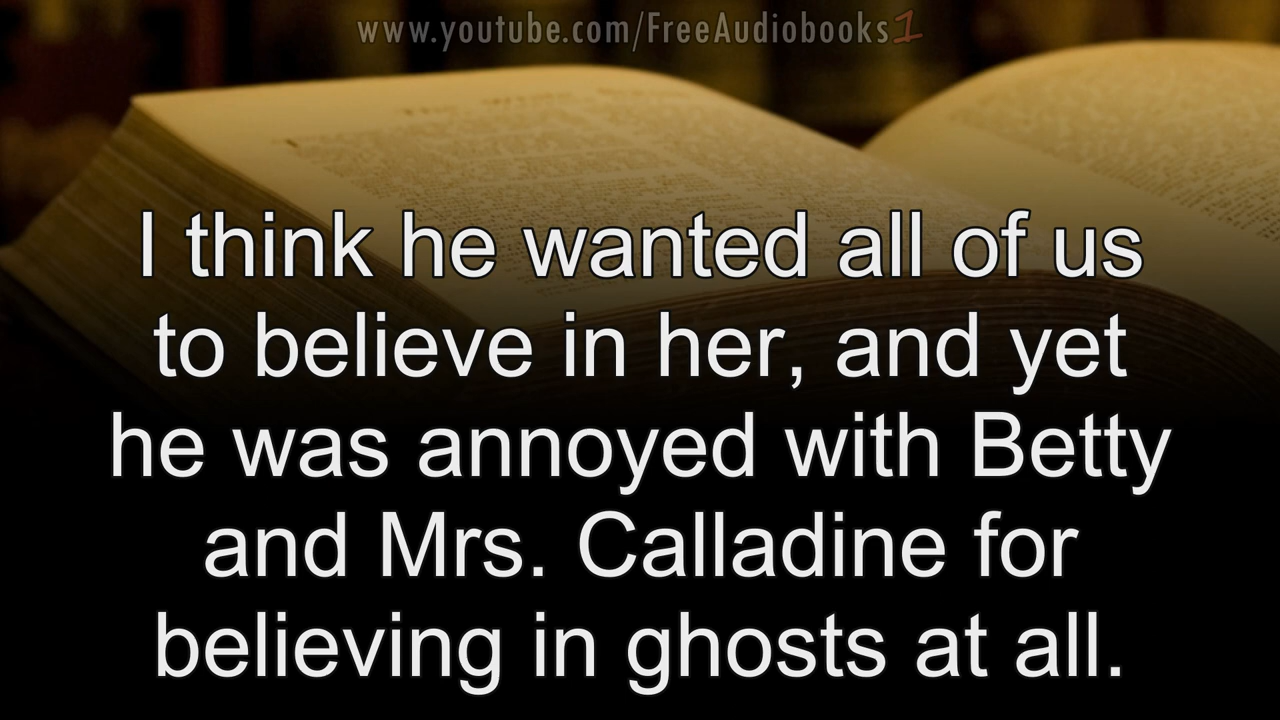 www.youtube.com/FreeAudiobooks1
I think he wanted all of us
to believe in her, and yet
he was annoyed with Betty
and Mrs. Calladine for
believing in ghosts at all.